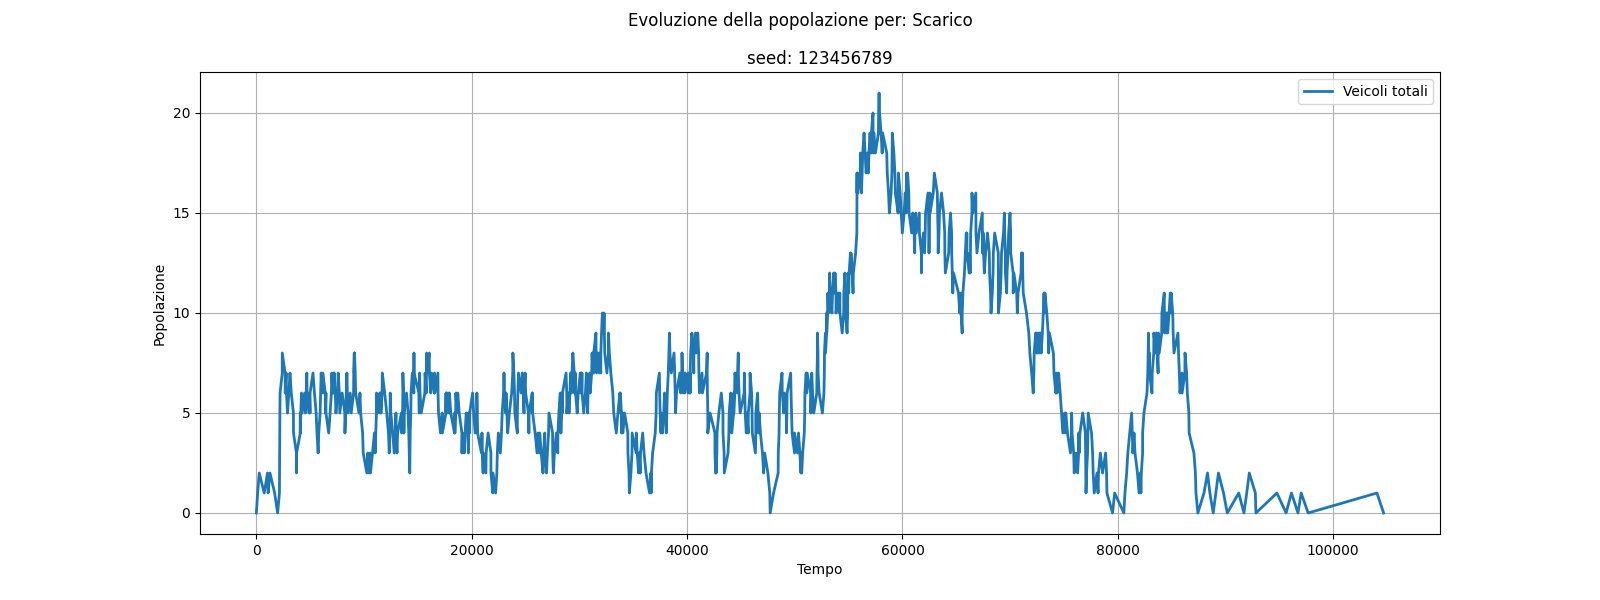 Evoluzione della popolazione per: Scarico
seed: 123456789
Veicoli totali
20
15
10
5
0
Popolazione
0 20000 40000 60000 80000 100000
Tempo